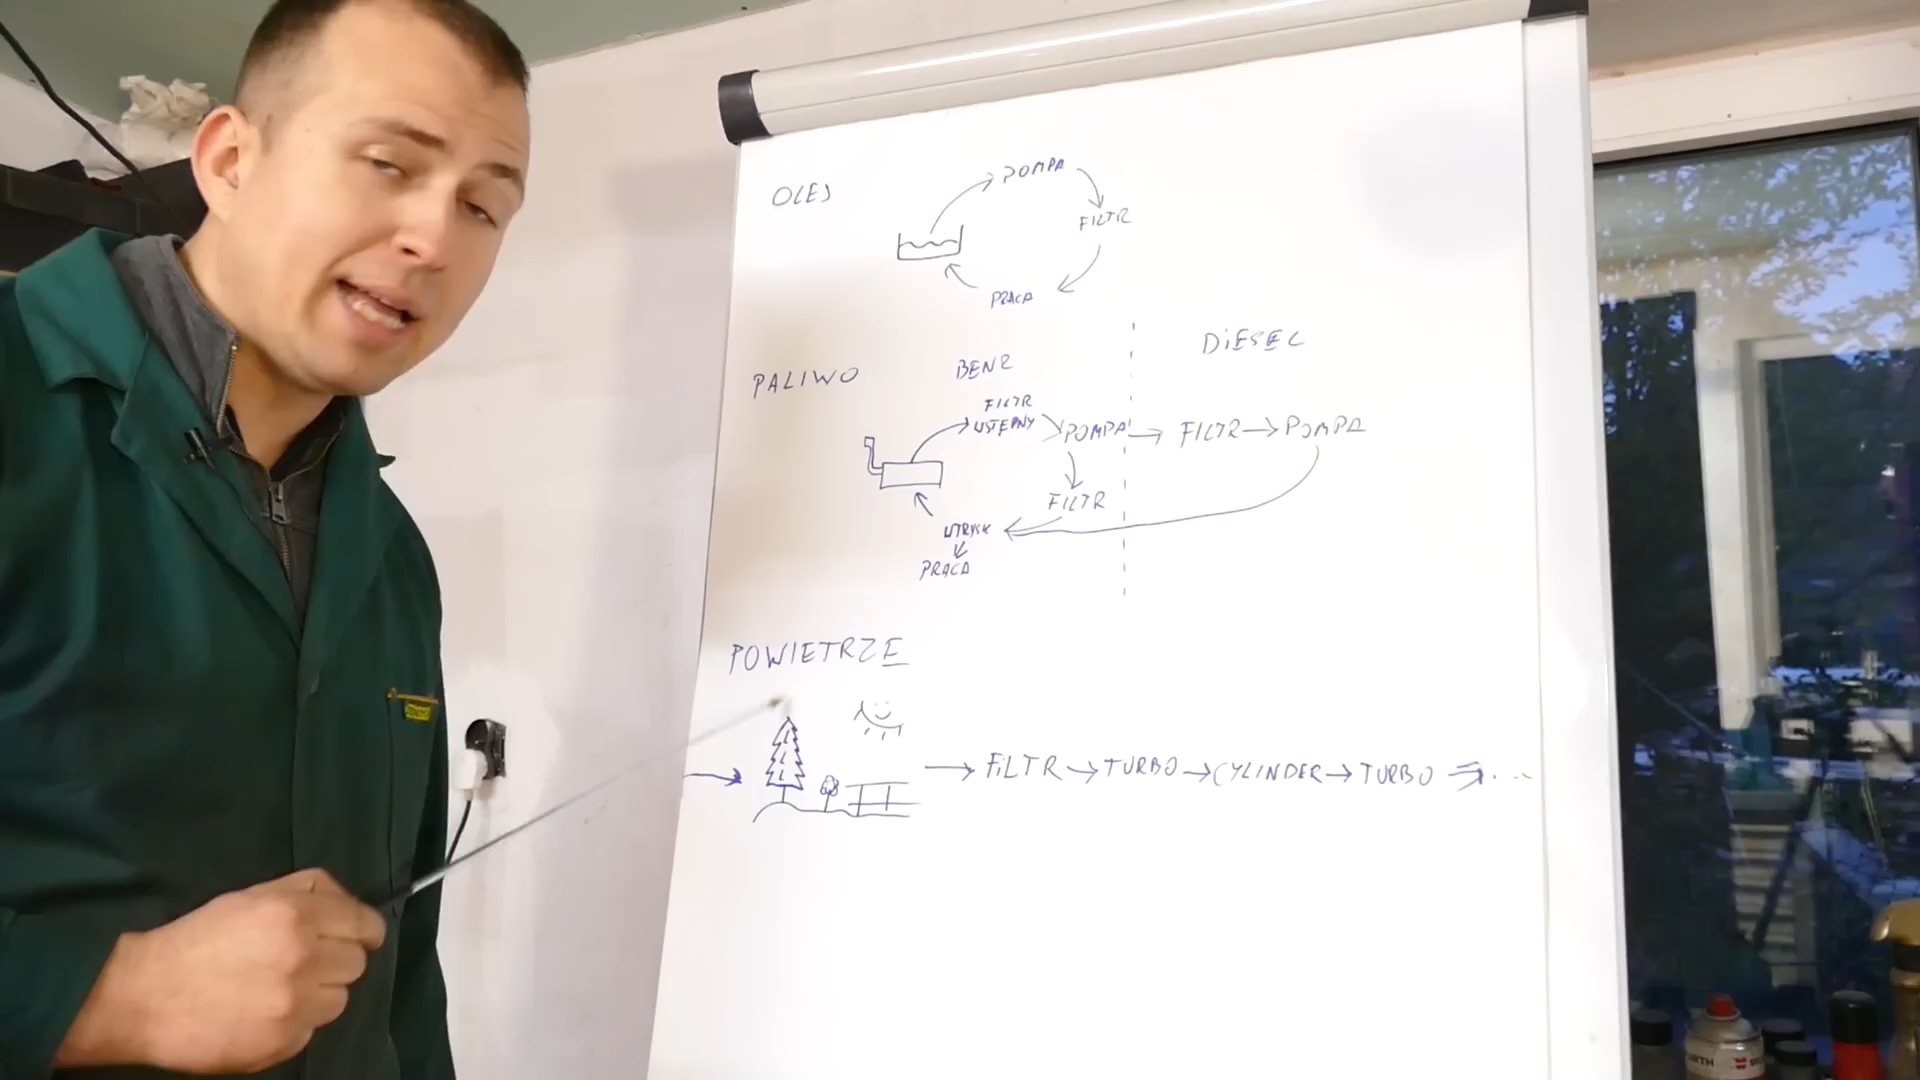 OLEJ
POMPA
FILTR
PRACA
PALIWO
BENZ
DIESEL
FILTR
WSTĘPNY
POMPA
FILTR
POMPA
FILTR
WTRYSK
PRACA
POWIETRZE
FILTR TURBO CYLINDER TURBO ...